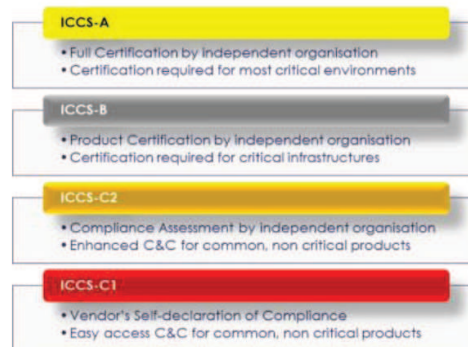 ICCS-A
• Full Certification by independent organisation
• Certification required for most critical environments
ICCS-B
• Product Certification by independent organisation
• Certification required for critical infrastructures
ICCS-C2
• Compliance Assessment by independent organisation
• Enhanced C&C for common, non critical products
ICCS-C1
• Vendor's Self-declaration of Compliance
• Easy access C&C for common, non critical products